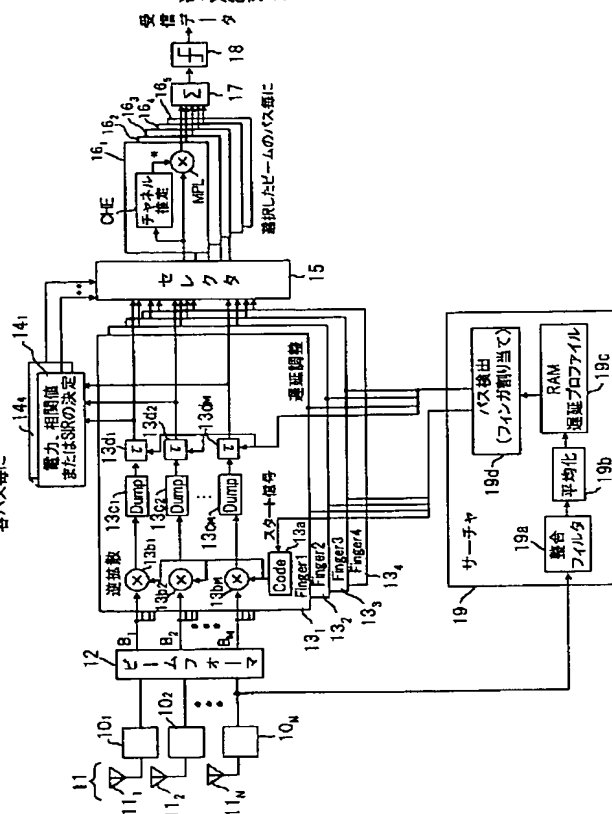 受信データ
18
17
16₁
16₂
16₃
16₄
16₅
CHE
チャネル推定
*
MPL
選択したビームのパス毎に
セレクタ
15
14₁
14₄
電力、相関値またはSIRの決定
各パス毎に
遅延調整
13d₁
13d₂
13dM
τ
τ
τ
13c₁
13c₂
13cM
Dump
Dump
Dump
逆拡散
13b₁
13b₂
13bM
スタート信号
13a
Code
Finger1
Finger2
Finger3
Finger4
13₁
13₂
13₃
13₄
B₁
B₂
BM
12
ビームフォーマ
10₁
10₂
10N
11
11₁
11₂
11N
サーチャ
19
19a
整合フィルタ
平均化
19b
RAM
遅延プロファイル
19c
パス検出
(フィンガ割り当て)
19d